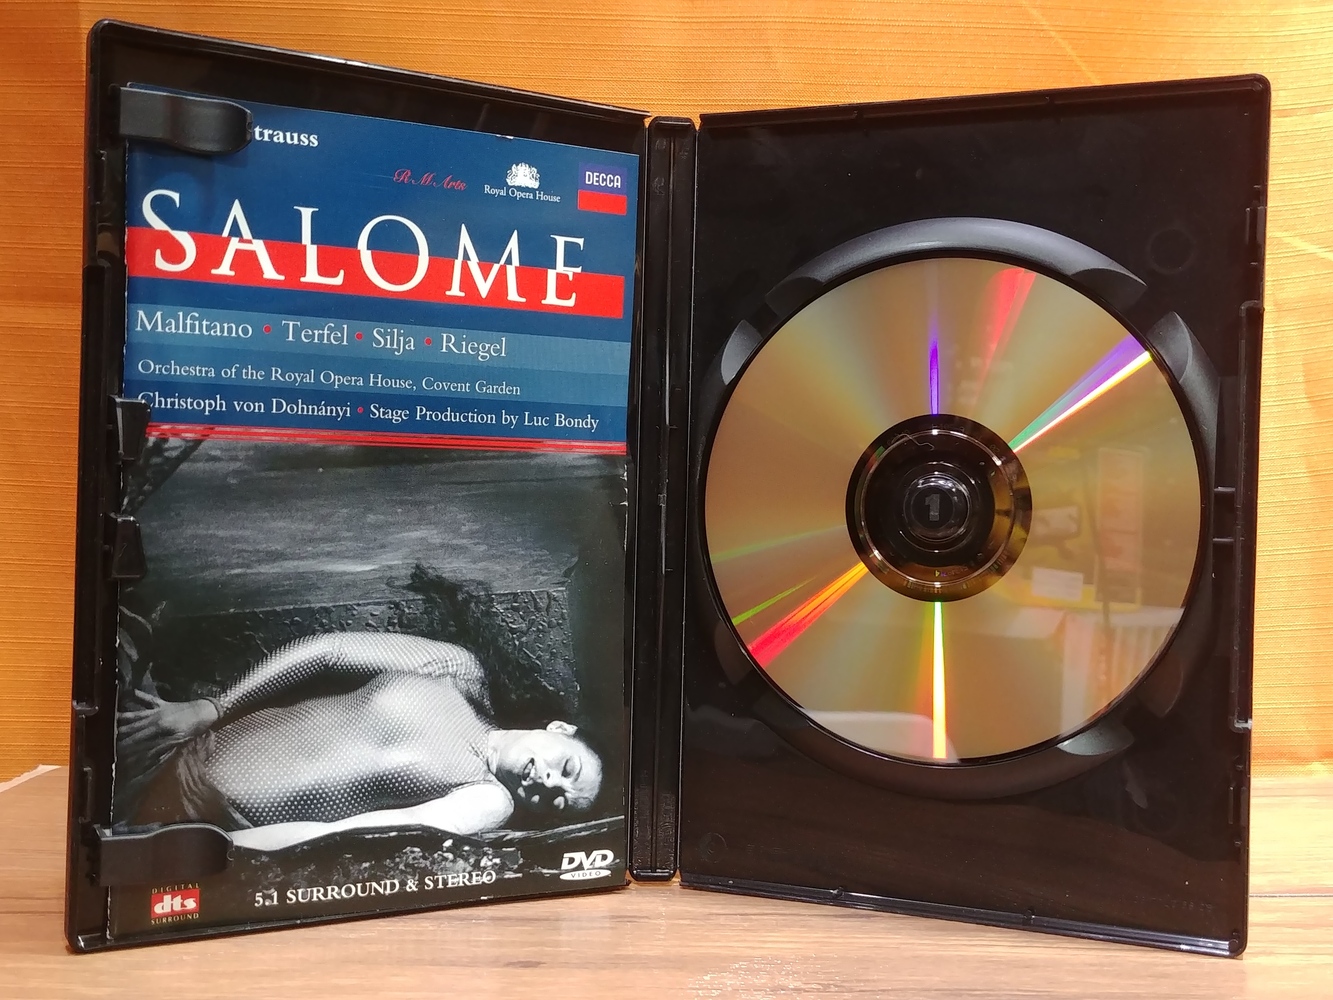 trauss
RM Arts
Royal Opera House
DECCA
SALOME
Malfitano • Terfel • Silja • Riegel
Orchestra of the Royal Opera House, Covent Garden
Christoph von Dohnányi • Stage Production by Luc Bondy
1
DIGITAL
dts
SURROUND
5.1 SURROUND & STEREO
DVD
VIDEO